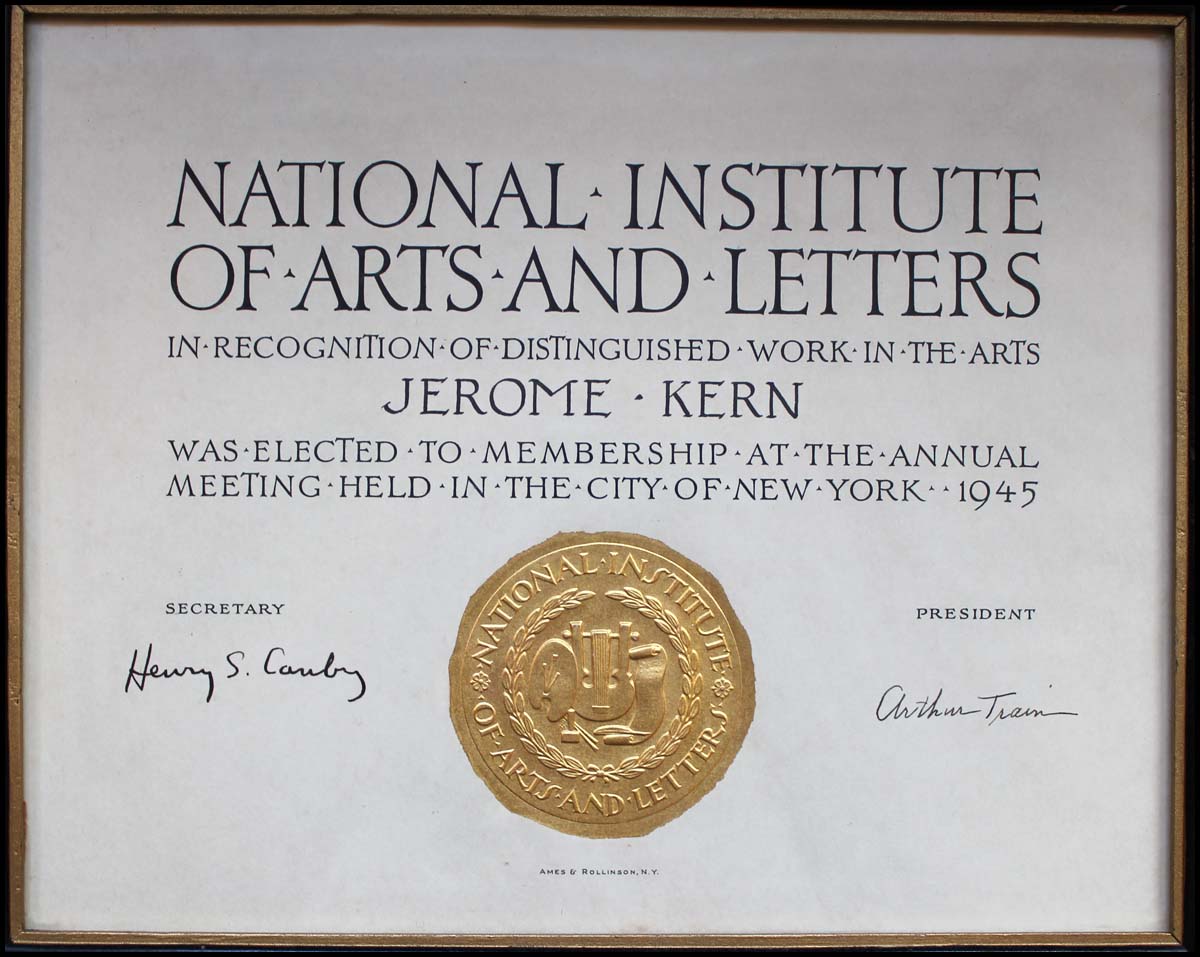 NATIONAL · INSTITUTE
OF · ARTS · AND · LETTERS
IN · RECOGNITION · OF · DISTINGUISHED · WORK · IN · THE · ARTS
JEROME · KERN
WAS · ELECTED · TO · MEMBERSHIP · AT · THE · ANNUAL
MEETING · HELD · IN · THE · CITY · OF · NEW · YORK · · 1945
SECRETARY
Henry S. Canby
NATIONAL · INSTITUTE
OF · ARTS · AND · LETTERS
PRESIDENT
Arthur Train
AMES & ROLLINSON, N.Y.